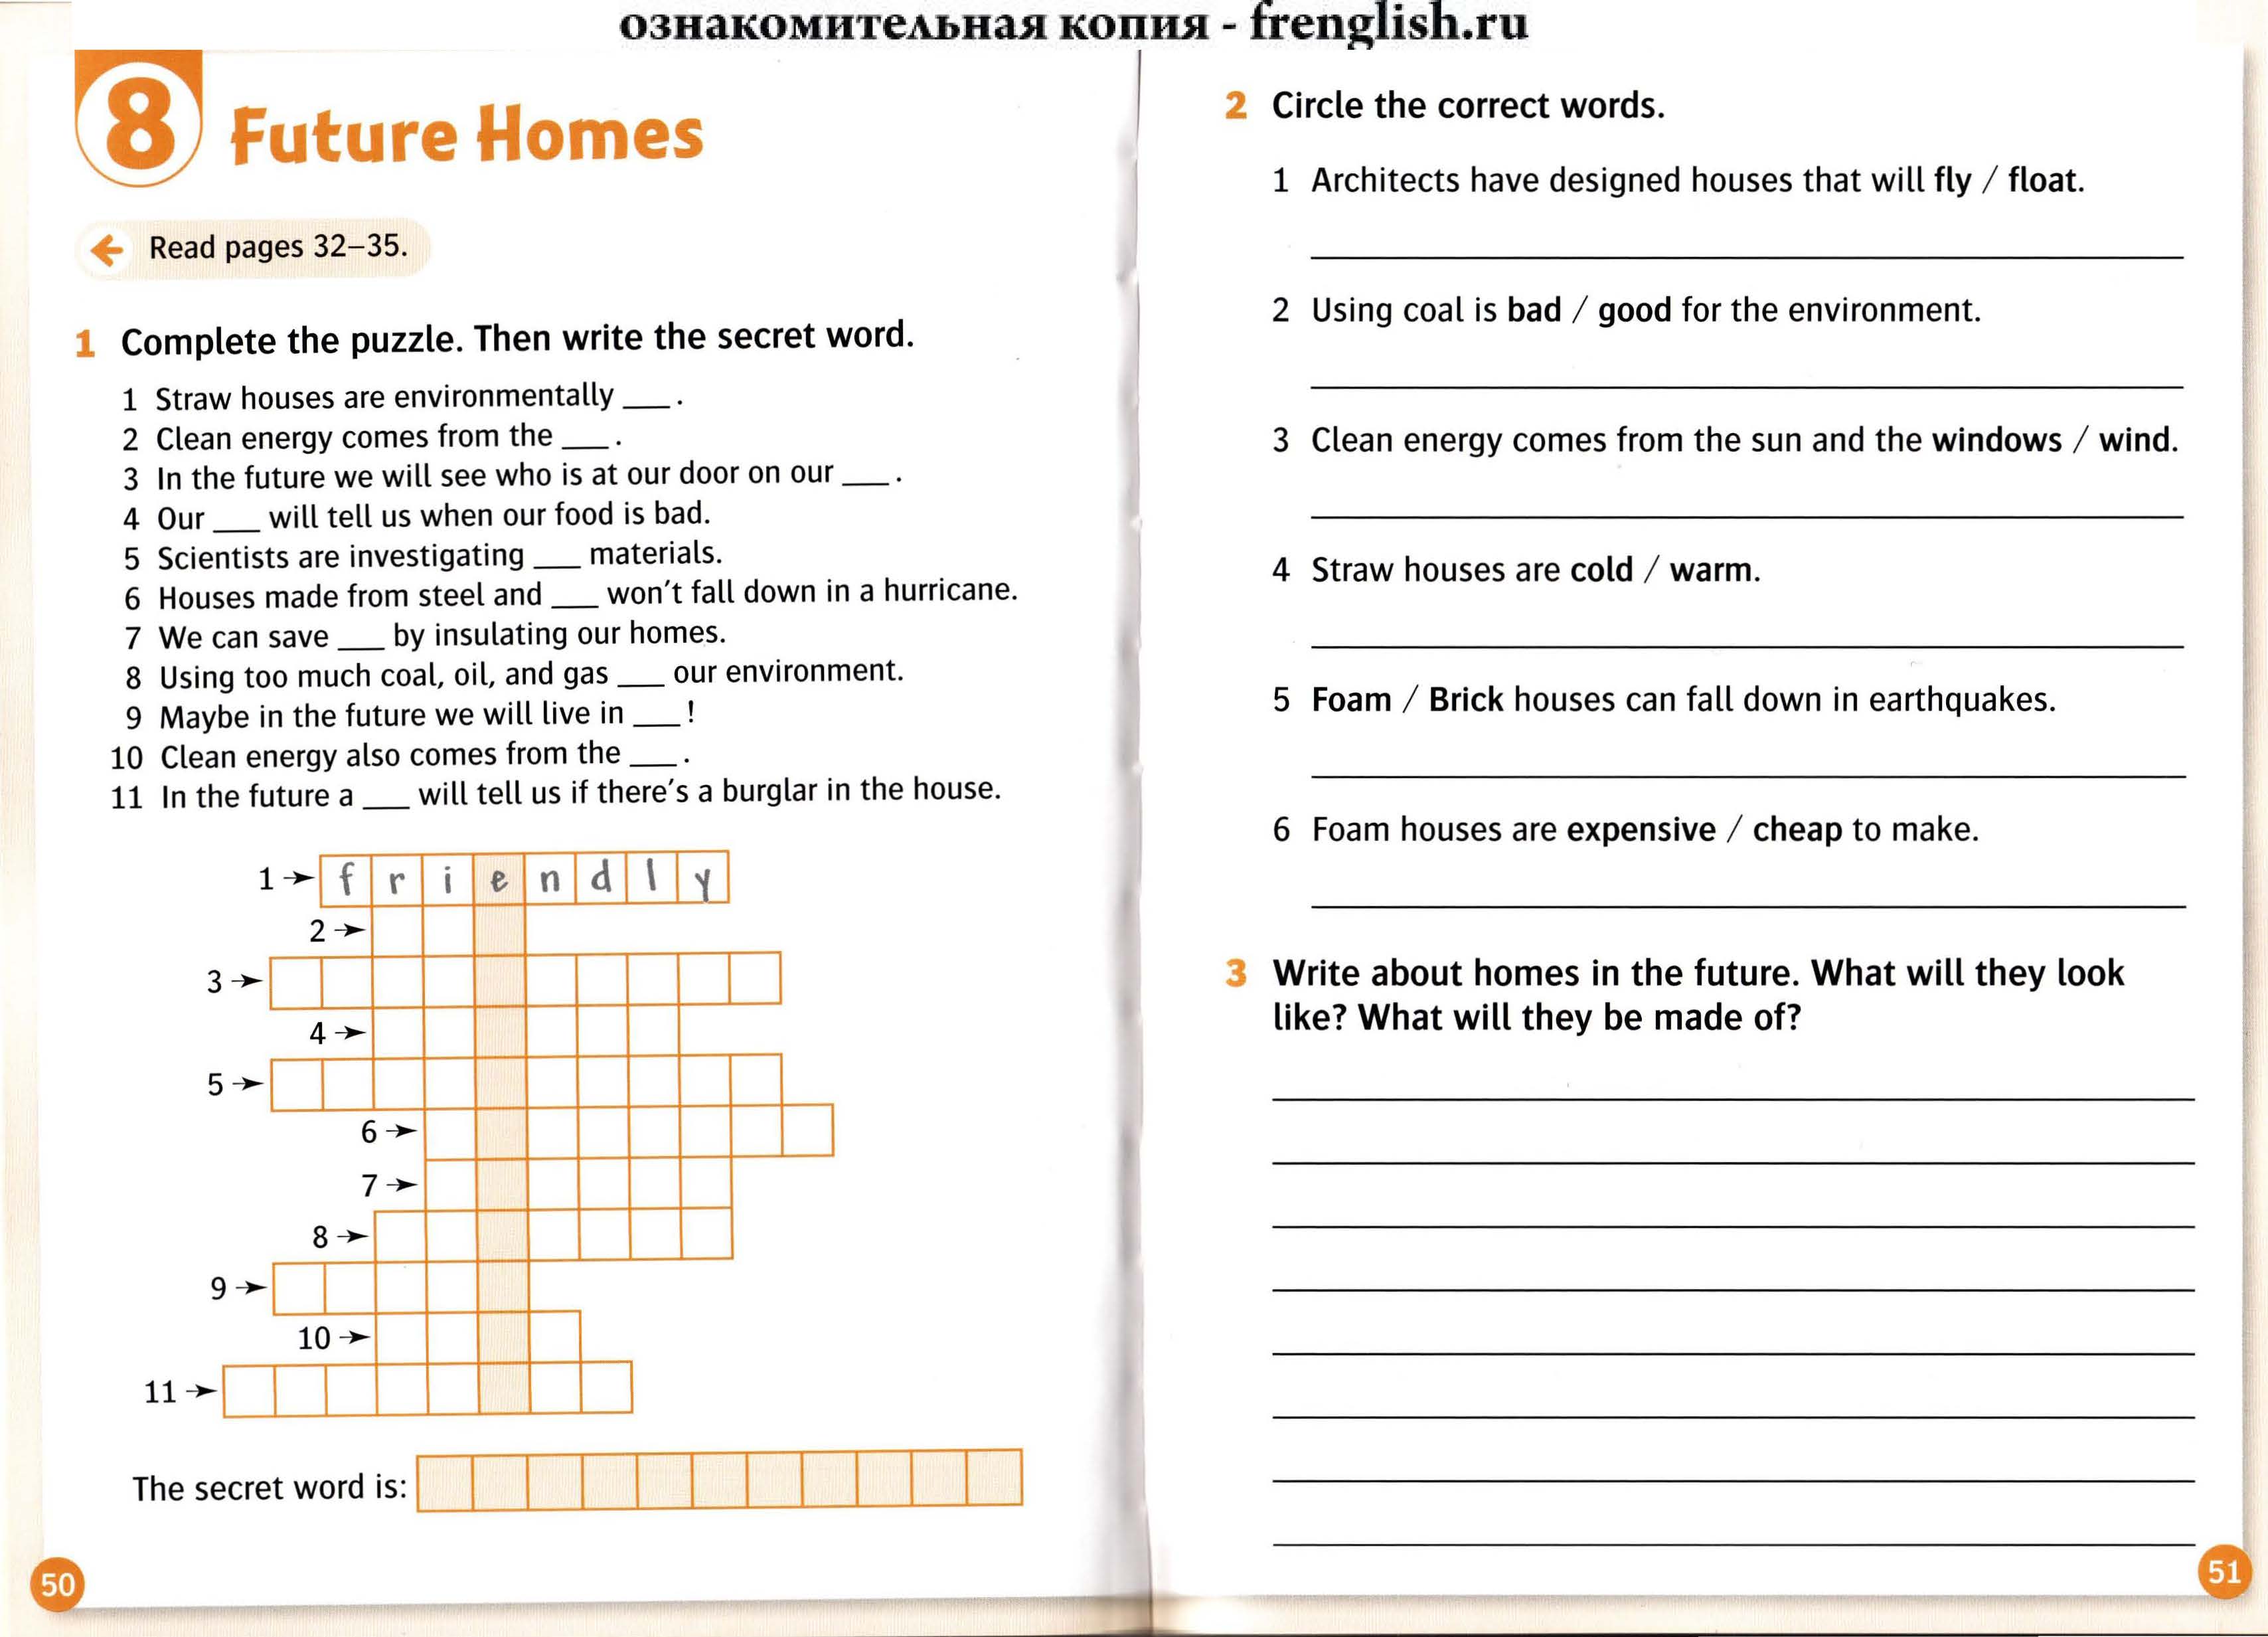 ознакомительная копия - frenglish.ru
8 Future Homes
Read pages 32–35.
1 Complete the puzzle. Then write the secret word.
1 Straw houses are environmentally ___.
2 Clean energy comes from the ___.
3 In the future we will see who is at our door on our ___.
4 Our ___ will tell us when our food is bad.
5 Scientists are investigating ___ materials.
6 Houses made from steel and ___ won't fall down in a hurricane.
7 We can save ___ by insulating our homes.
8 Using too much coal, oil, and gas ___ our environment.
9 Maybe in the future we will live in ___!
10 Clean energy also comes from the ___.
11 In the future a ___ will tell us if there's a burglar in the house.
1 f r i e n d l y
2
3
4
5
6
7
8
9
10
11
The secret word is:
50
2 Circle the correct words.
1 Architects have designed houses that will fly / float.
2 Using coal is bad / good for the environment.
3 Clean energy comes from the sun and the windows / wind.
4 Straw houses are cold / warm.
5 Foam / Brick houses can fall down in earthquakes.
6 Foam houses are expensive / cheap to make.
3 Write about homes in the future. What will they look
like? What will they be made of?
51